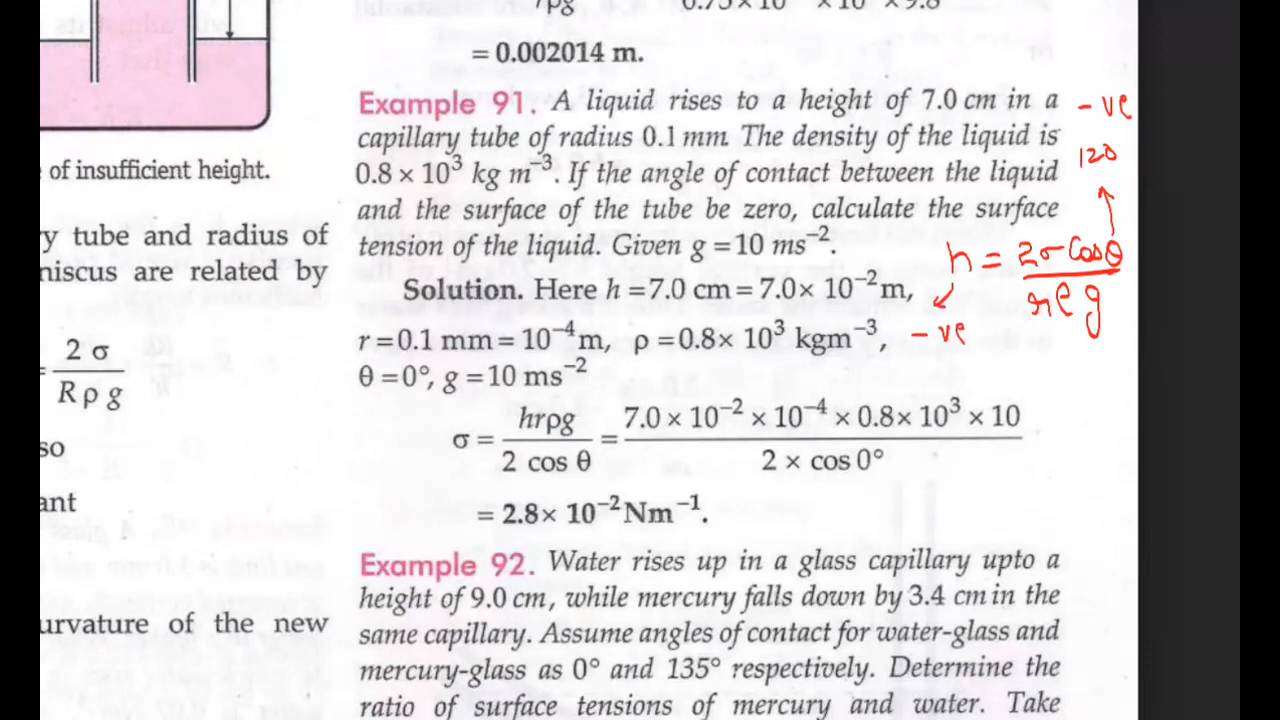 rρg 0.75×10 ×10 ×9.8
= 0.002014 m.
of insufficient height.
y tube and radius of
niscus are related by
= 2 σ / R ρ g
so
ant
urvature of the new
Example 91. A liquid rises to a height of 7.0 cm in a
capillary tube of radius 0.1 mm. The density of the liquid is
0.8 × 10³ kg m⁻³. If the angle of contact between the liquid
and the surface of the tube be zero, calculate the surface
tension of the liquid. Given g = 10 ms⁻².
Solution. Here h = 7.0 cm = 7.0 × 10⁻² m,
r = 0.1 mm = 10⁻⁴ m, ρ = 0.8 × 10³ kgm⁻³,
θ = 0°, g = 10 ms⁻²
σ = hrρg / 2 cos θ = 7.0 × 10⁻² × 10⁻⁴ × 0.8 × 10³ × 10 / 2 × cos 0°
= 2.8 × 10⁻² Nm⁻¹.
Example 92. Water rises up in a glass capillary upto a
height of 9.0 cm, while mercury falls down by 3.4 cm in the
same capillary. Assume angles of contact for water-glass and
mercury-glass as 0° and 135° respectively. Determine the
ratio of surface tensions of mercury and water. Take
- ve
120
h = 2σ cosθ / rρg
- ve